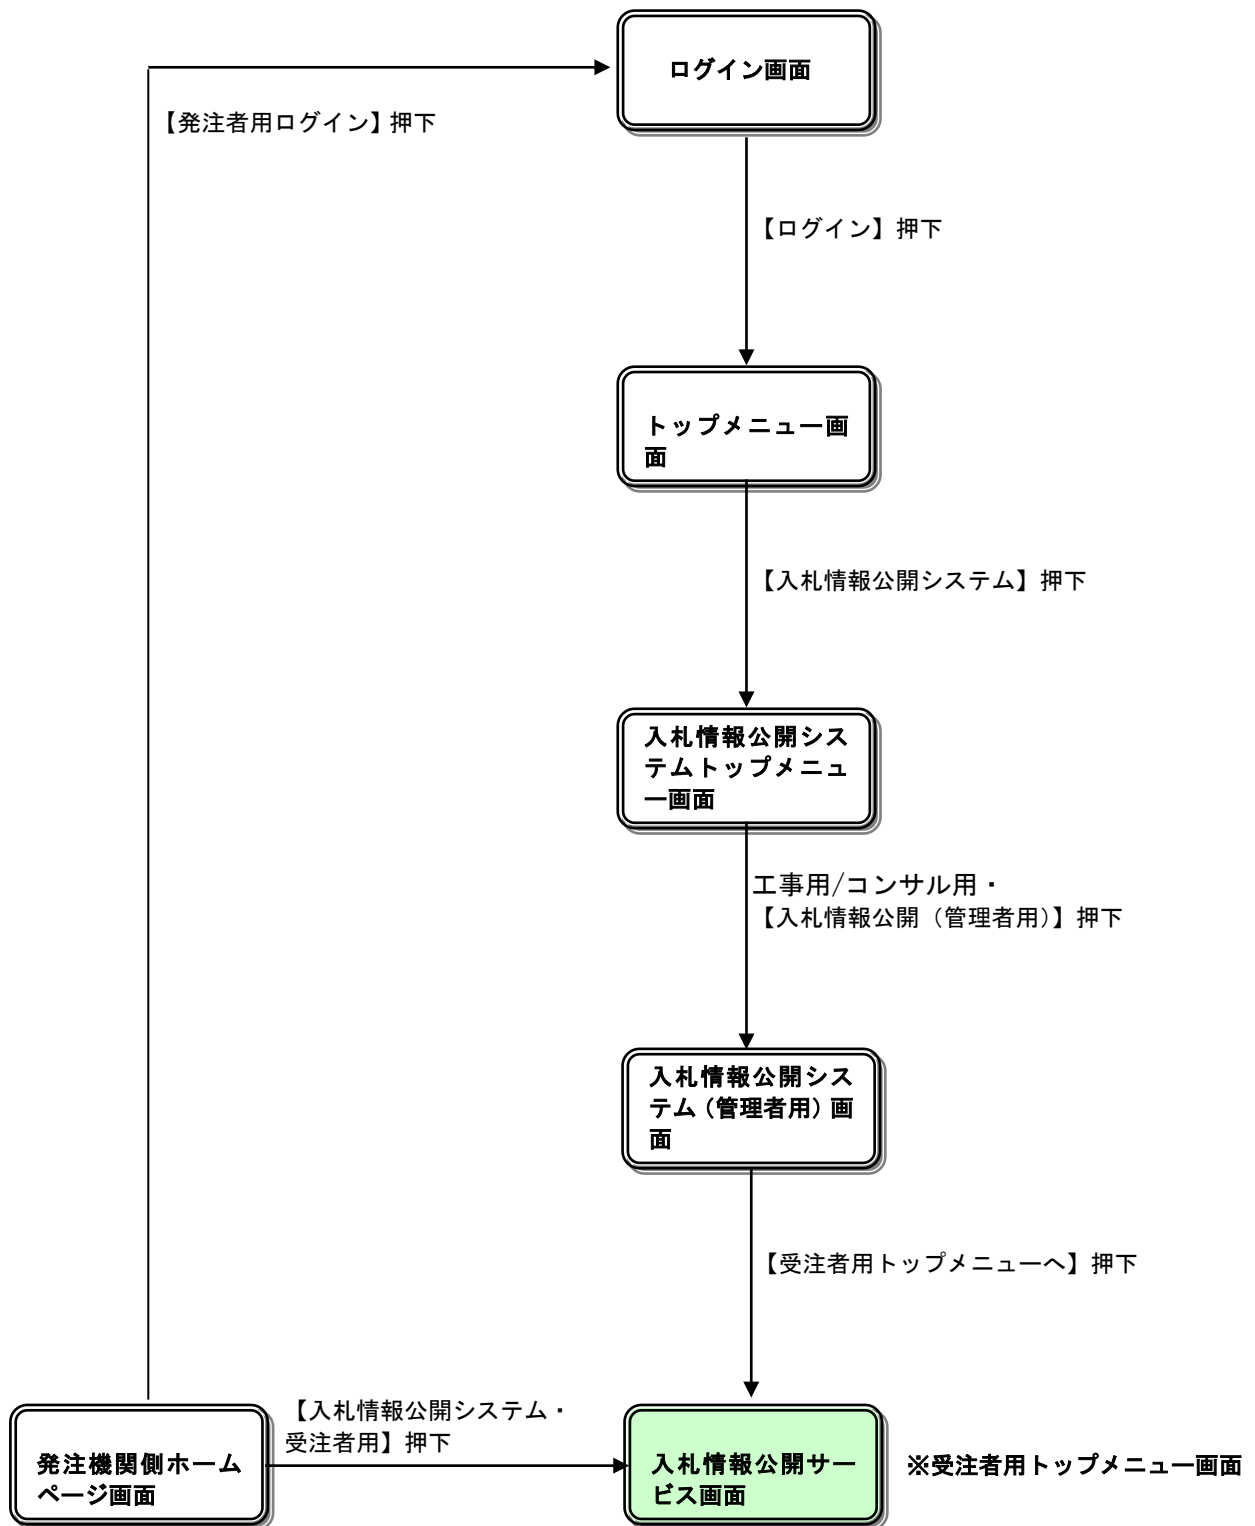 ログイン画面
【発注者用ログイン】押下
【ログイン】押下
トップメニュー画
面
【入札情報公開システム】押下
入札情報公開シス
テムトップメニュ
ー画面
工事用/コンサル用・
【入札情報公開（管理者用）】押下
入札情報公開シス
テム（管理者用）画
面
【受注者用トップメニューへ】押下
【入札情報公開システム・
受注者用】押下
発注機関側ホーム
ページ画面
入札情報公開サー
ビス画面
※受注者用トップメニュー画面